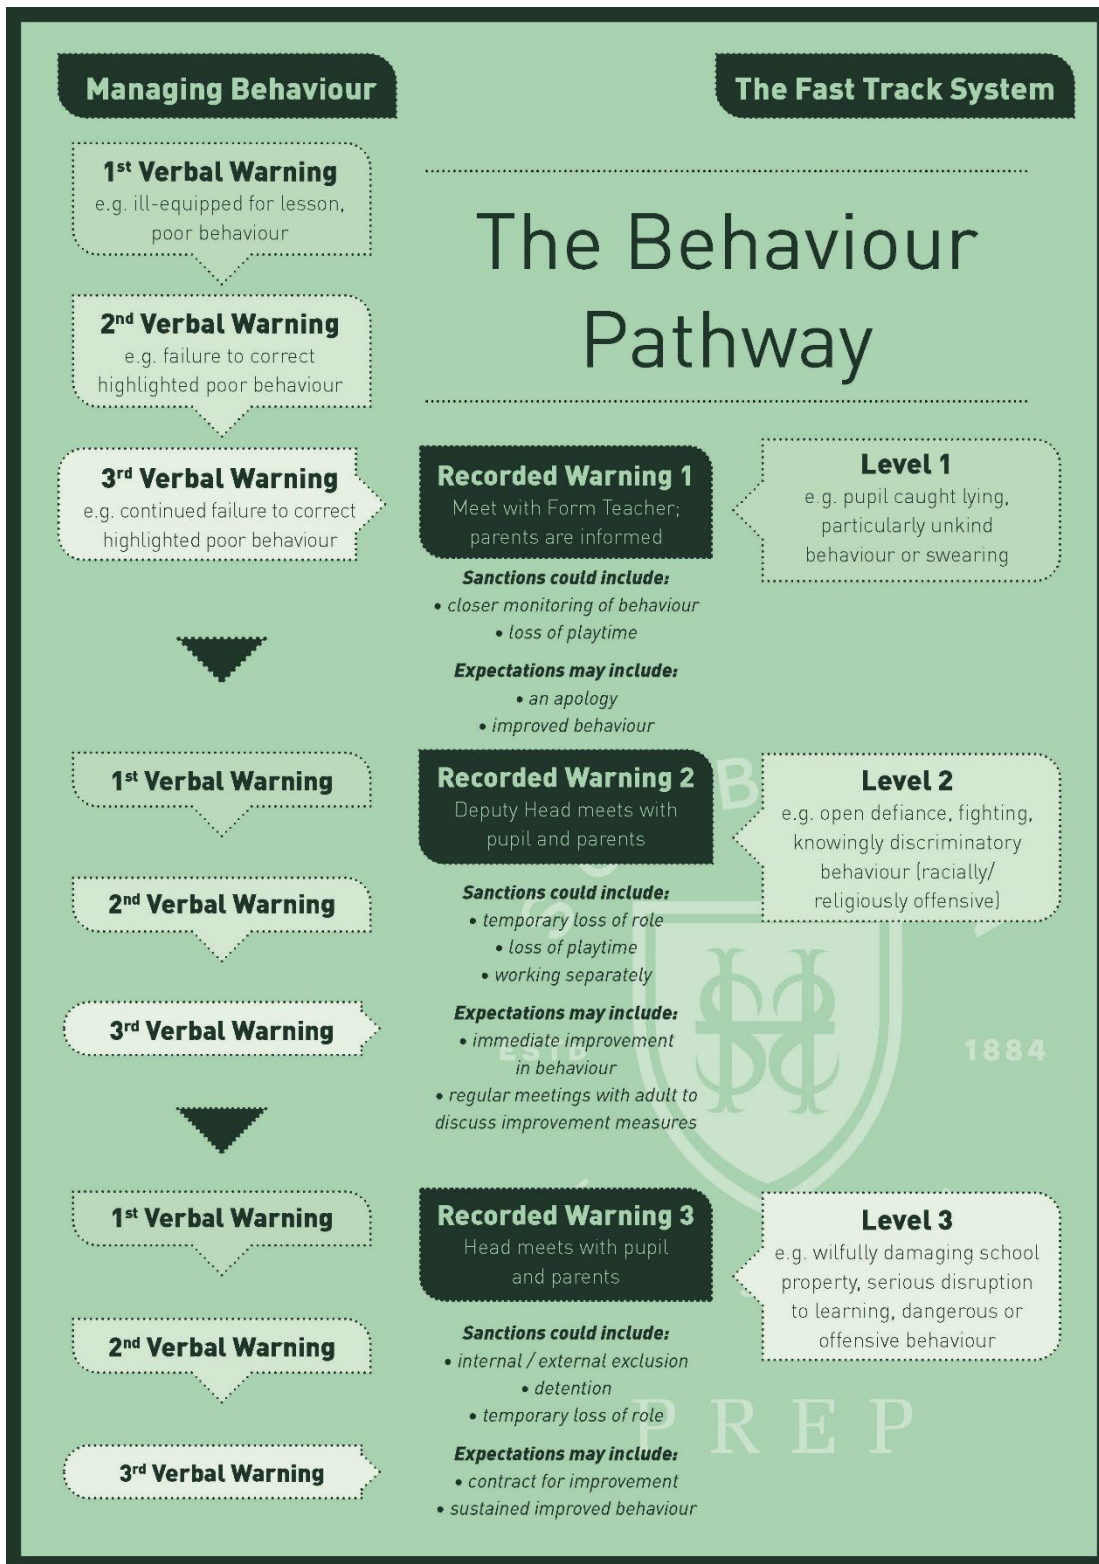 Managing Behaviour
The Fast Track System
1st Verbal Warning
e.g. ill-equipped for lesson,
poor behaviour
The Behaviour
Pathway
2nd Verbal Warning
e.g. failure to correct
highlighted poor behaviour
3rd Verbal Warning
e.g. continued failure to correct
highlighted poor behaviour
Recorded Warning 1
Meet with Form Teacher;
parents are informed
Sanctions could include:
• closer monitoring of behaviour
• loss of playtime
Expectations may include:
• an apology
• improved behaviour
Level 1
e.g. pupil caught lying,
particularly unkind
behaviour or swearing
1st Verbal Warning
2nd Verbal Warning
3rd Verbal Warning
Recorded Warning 2
Deputy Head meets with
pupil and parents
Sanctions could include:
• temporary loss of role
• loss of playtime
• working separately
Expectations may include:
• immediate improvement
in behaviour
• regular meetings with adult to
discuss improvement measures
Level 2
e.g. open defiance, fighting,
knowingly discriminatory
behaviour (racially/
religiously offensive)
ESTD
1884
1st Verbal Warning
2nd Verbal Warning
3rd Verbal Warning
Recorded Warning 3
Head meets with pupil
and parents
Sanctions could include:
• internal / external exclusion
• detention
• temporary loss of role
Expectations may include:
• contract for improvement
• sustained improved behaviour
Level 3
e.g. wilfully damaging school
property, serious disruption
to learning, dangerous or
offensive behaviour
PREP